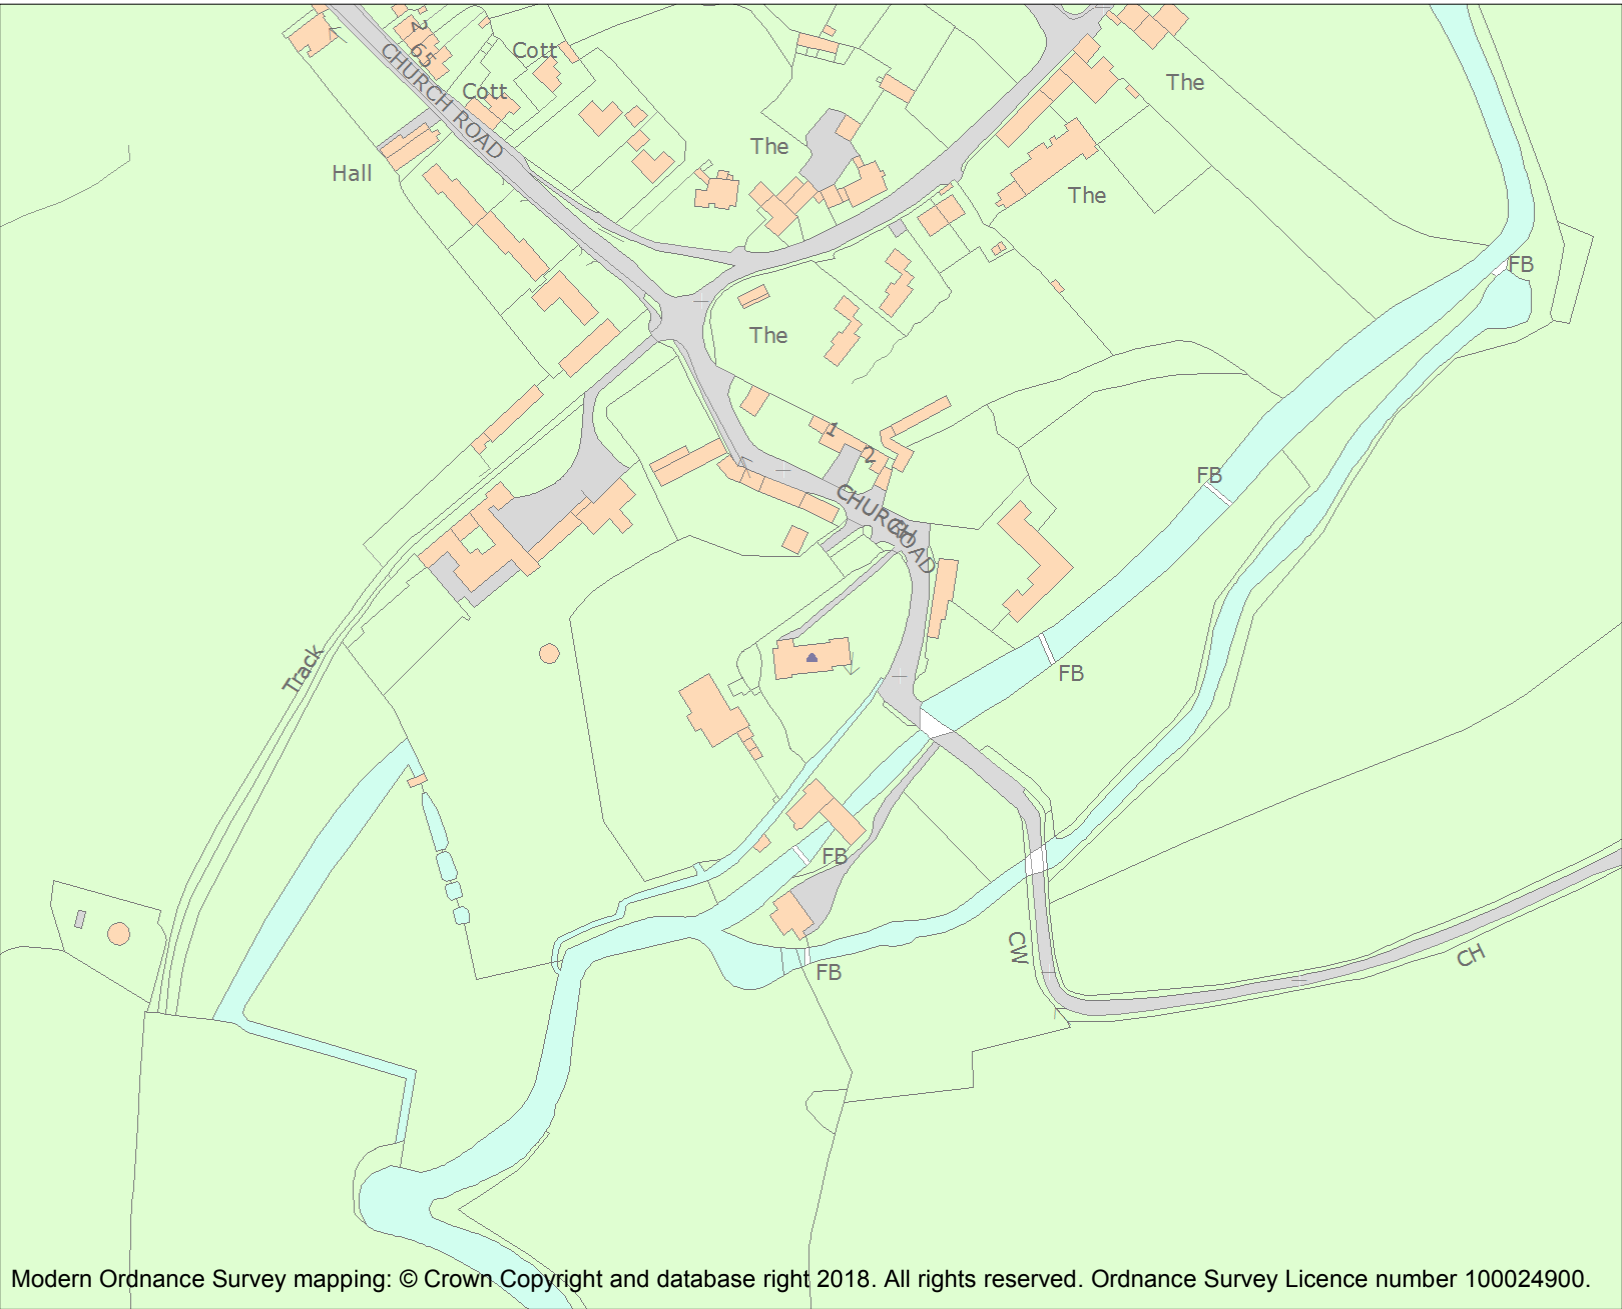 2
65
Cott
CHURCH ROAD
Cott
The
The
Hall
The
FB
The
1
2
FB
CHURCH
ROAD
Track
FB
FB
CW
CH
FB
Modern Ordnance Survey mapping: © Crown Copyright and database right 2018. All rights reserved. Ordnance Survey Licence number 100024900.